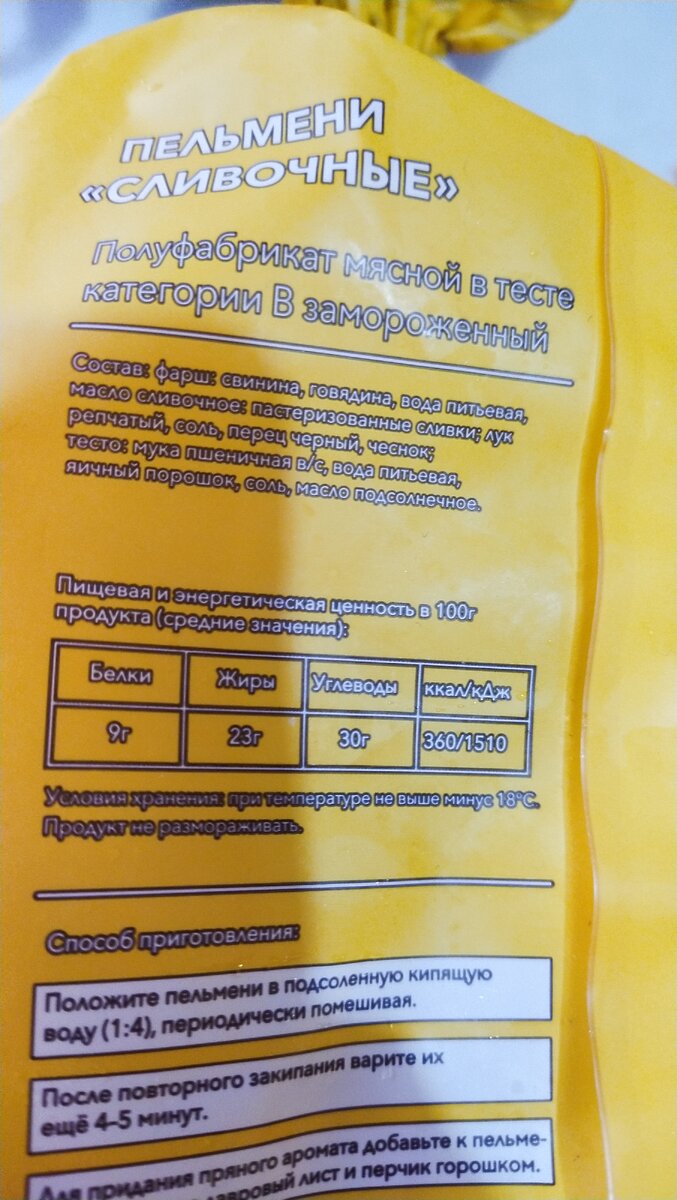 ПЕЛЬМЕНИ
«СЛИВОЧНЫЕ»
Полуфабрикат мясной в тесте
категории В замороженный
Состав: фарш: свинина, говядина, вода питьевая,
масло сливочное: пастеризованные сливки; лук
репчатый, соль, перец черный, чеснок;
тесто: мука пшеничная в/с, вода питьевая,
яичный порошок, соль, масло подсолнечное.
Пищевая и энергетическая ценность в 100г
продукта (средние значения):
Белки Жиры Углеводы ккал/кДж
9г 23г 30г 360/1510
Условия хранения: при температуре не выше минус 18°С.
Продукт не размораживать.
Способ приготовления:
Положите пельмени в подсоленную кипящую
воду (1:4), периодически помешивая.
После повторного закипания варите их
ещё 4-5 минут.
Для придания пряного аромата добавьте к пельме-
лавровый лист и перчик горошком.